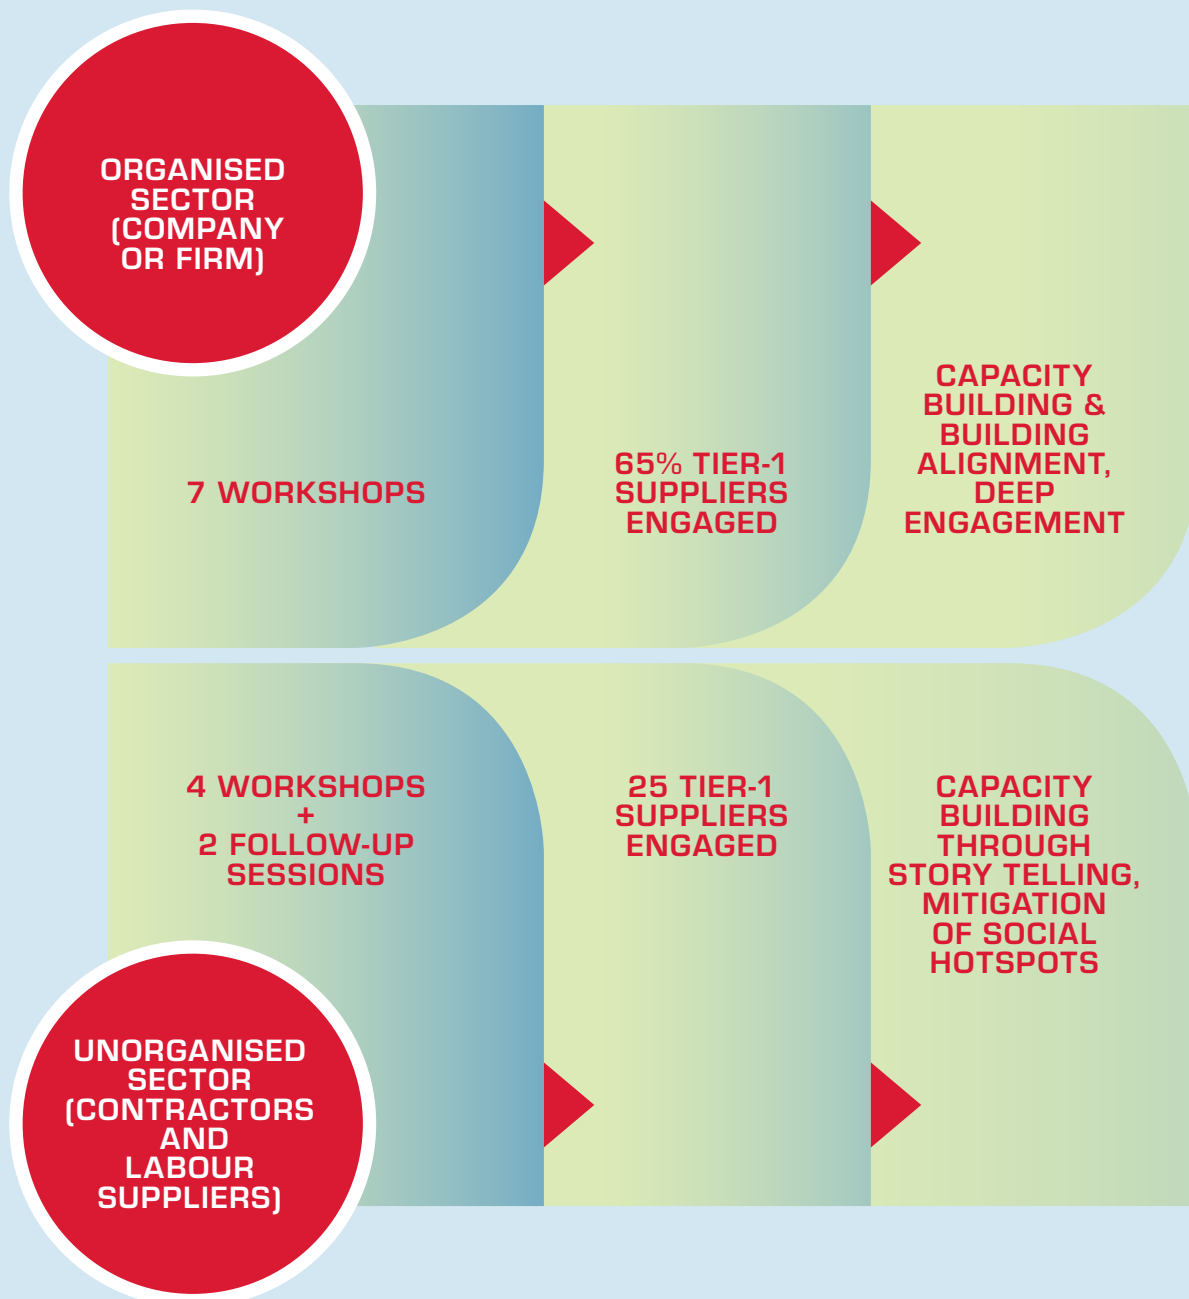 ORGANISED
SECTOR
(COMPANY
OR FIRM)
7 WORKSHOPS
65% TIER-1
SUPPLIERS
ENGAGED
CAPACITY
BUILDING &
BUILDING
ALIGNMENT,
DEEP
ENGAGEMENT
4 WORKSHOPS
+
2 FOLLOW-UP
SESSIONS
25 TIER-1
SUPPLIERS
ENGAGED
CAPACITY
BUILDING
THROUGH
STORY TELLING,
MITIGATION
OF SOCIAL
HOTSPOTS
UNORGANISED
SECTOR
(CONTRACTORS
AND
LABOUR
SUPPLIERS)